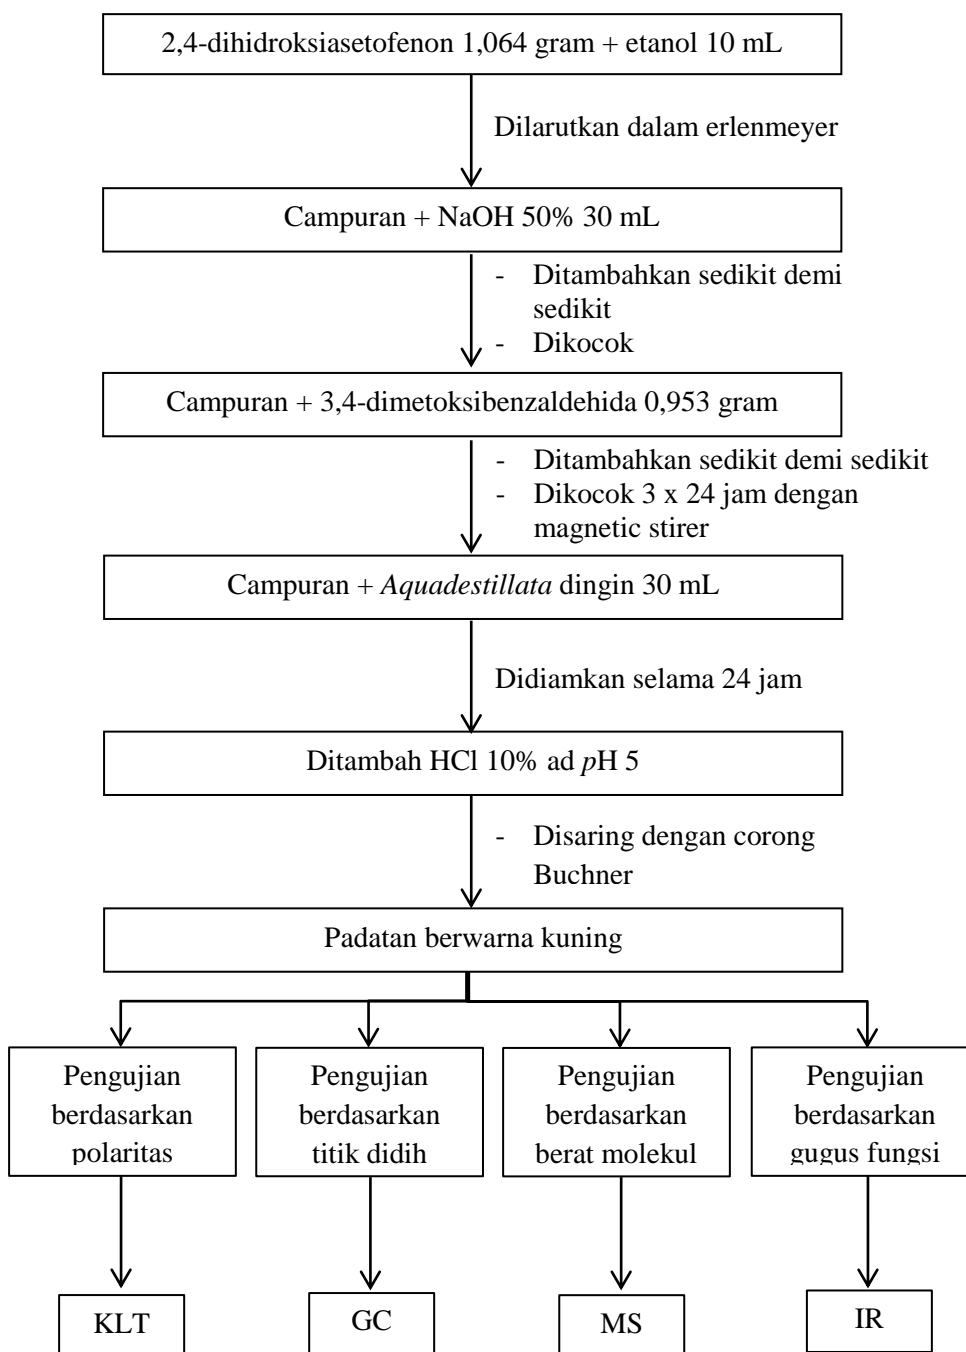 2,4-dihidroksiasetofenon 1,064 gram + etanol 10 mL
Dilarutkan dalam erlenmeyer
Campuran + NaOH 50% 30 mL
- Ditambahkan sedikit demi
sedikit
- Dikocok
Campuran + 3,4-dimetoksibenzaldehida 0,953 gram
- Ditambahkan sedikit demi sedikit
- Dikocok 3 x 24 jam dengan
magnetic stirer
Campuran + Aquadestillata dingin 30 mL
Didiamkan selama 24 jam
Ditambah HCl 10% ad pH 5
- Disaring dengan corong
Buchner
Padatan berwarna kuning
Pengujian
berdasarkan
polaritas
Pengujian
berdasarkan
titik didih
Pengujian
berdasarkan
berat molekul
Pengujian
berdasarkan
gugus fungsi
KLT
GC
MS
IR